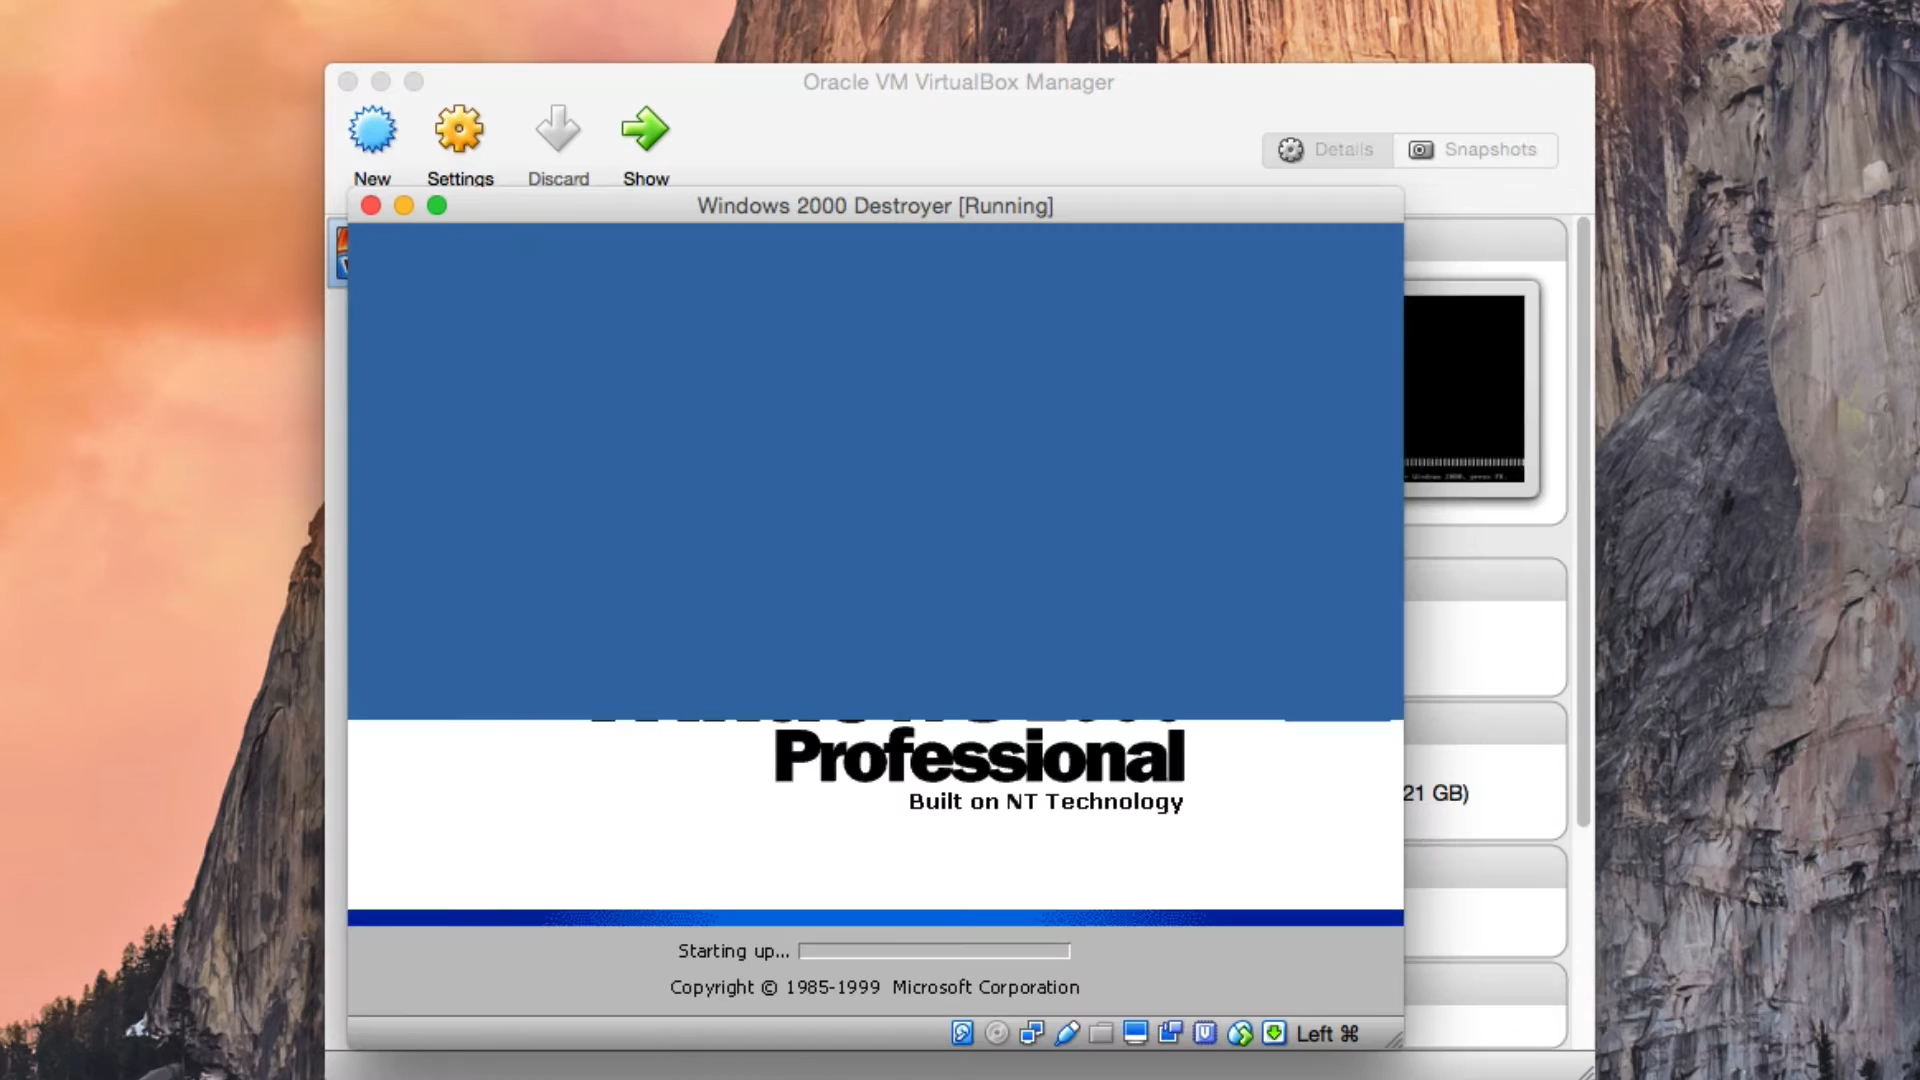 Oracle VM VirtualBox Manager
New Settings Discard Show
Details Snapshots
Windows 2000 Destroyer [Running]
Professional
Built on NT Technology
21 GB)
Starting up...
Copyright © 1985-1999 Microsoft Corporation
Left ⌘